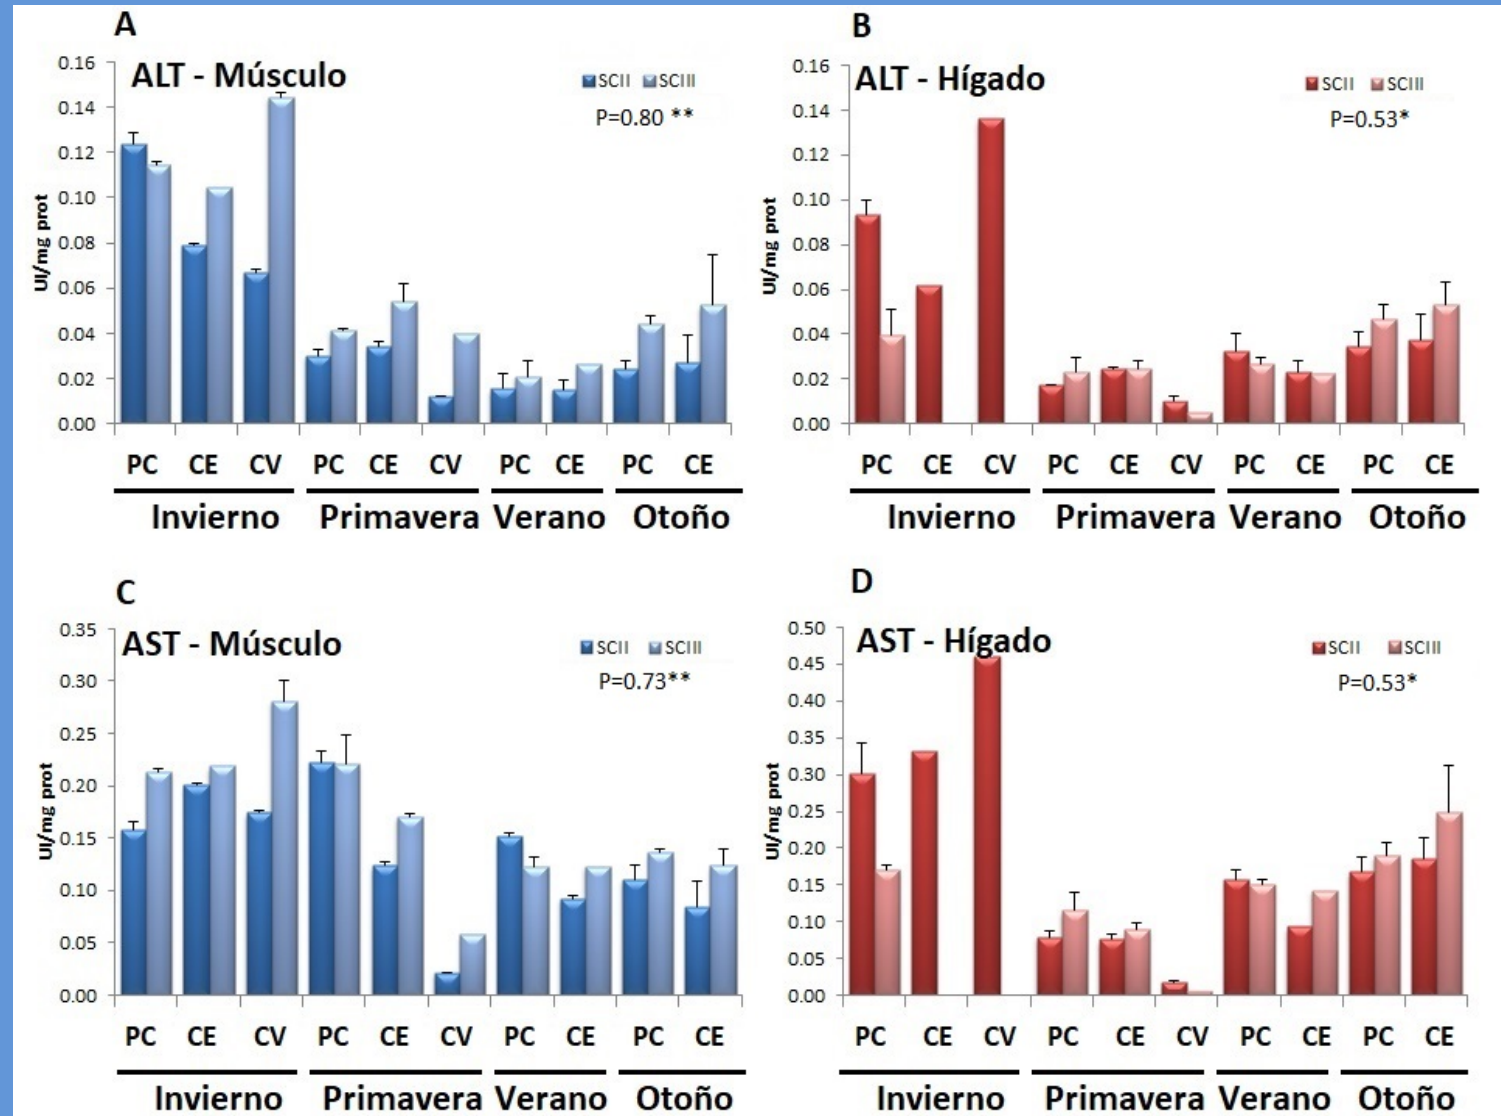 A
ALT - Músculo
SCII SCIII
P=0.80 **
UI/mg prot
0.16
0.14
0.12
0.10
0.08
0.06
0.04
0.02
0.00
PC CE CV PC CE CV PC CE PC CE
Invierno Primavera Verano Otoño
B
ALT - Hígado
SCII SCIII
P=0.53*
UI/mg prot
0.16
0.14
0.12
0.10
0.08
0.06
0.04
0.02
0.00
PC CE CV PC CE CV PC CE PC CE
Invierno Primavera Verano Otoño
C
AST - Músculo
SCII SCIII
P=0.73**
UI/mg prot
0.35
0.30
0.25
0.20
0.15
0.10
0.05
0.00
PC CE CV PC CE CV PC CE PC CE
Invierno Primavera Verano Otoño
D
AST - Hígado
SCII SCIII
P=0.53*
UI/mg prot
0.50
0.45
0.40
0.35
0.30
0.25
0.20
0.15
0.10
0.05
0.00
PC CE CV PC CE CV PC CE PC CE
Invierno Primavera Verano Otoño